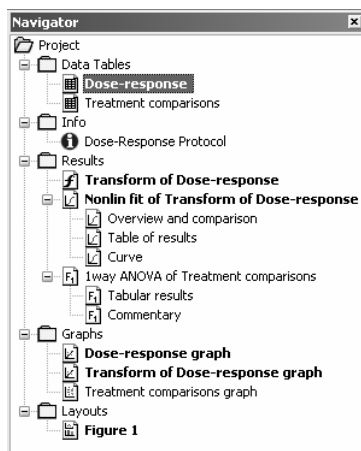 Navigator
Project
Data Tables
Dose-response
Treatment comparisons
Info
Dose-Response Protocol
Results
Transform of Dose-response
Nonlin fit of Transform of Dose-response
Overview and comparison
Table of results
Curve
1way ANOVA of Treatment comparisons
Tabular results
Commentary
Graphs
Dose-response graph
Transform of Dose-response graph
Treatment comparisons graph
Layouts
Figure 1